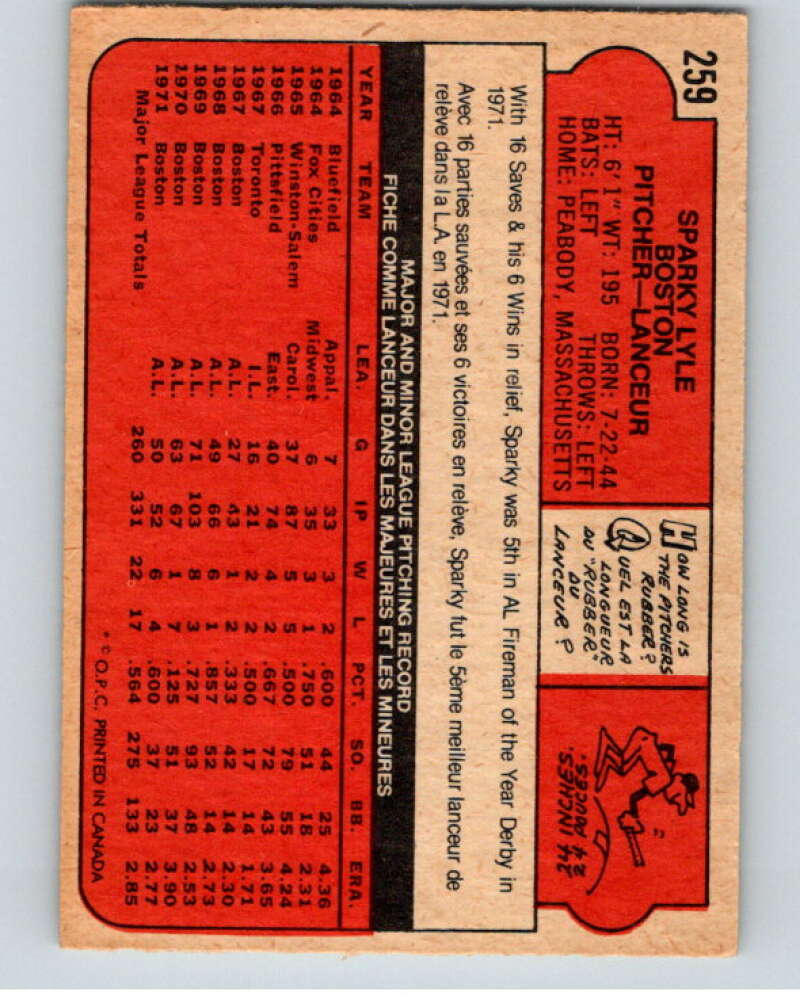 259
SPARKY LYLE
BOSTON
PITCHER—LANCEUR
HT: 6'1" WT: 195 BORN: 7-22-44
BATS: LEFT THROWS: LEFT
HOME: PEABODY, MASSACHUSETTS
HOW LONG IS
THE PITCHERS
RUBBER?
QUEL EST LA
LONGUEUR
DU "RUBBER"
DU
LANCEUR?
24 INCHES.
24 POUCES.
With 16 Saves & his 6 Wins in relief, Sparky was 5th in AL Fireman of the Year Derby in
1971.
Avec 16 parties sauvées et ses 6 victoires en relève, Sparky fut le 5ème meilleur lanceur de
relève dans la L.A. en 1971.
MAJOR AND MINOR LEAGUE PITCHING RECORD
FICHE COMME LANCEUR DANS LES MAJEURES ET LES MINEURES
YEAR TEAM LEA. G IP W L PCT. SO. BB. ERA.
1964 Bluefield Appal. 7 33 3 2 .600 44 25 4.36
1964 Fox Cities Midwest 6 35 3 1 .750 51 18 2.31
1965 Winston-Salem Carol. 37 87 5 5 .500 79 55 4.24
1966 Pittsfield East. 40 74 4 2 .667 72 43 3.65
1967 Toronto I.L. 16 21 2 2 .500 17 14 1.71
1967 Boston A.L. 27 43 1 2 .333 42 14 2.30
1968 Boston A.L. 49 66 6 1 .857 52 14 2.73
1969 Boston A.L. 71 103 8 3 .727 93 48 2.53
1970 Boston A.L. 63 67 1 7 .125 51 37 3.90
1971 Boston A.L. 50 52 6 4 .600 37 23 2.77
Major League Totals 260 331 22 17 .564 275 133 2.85
* © O.P.C. PRINTED IN CANADA